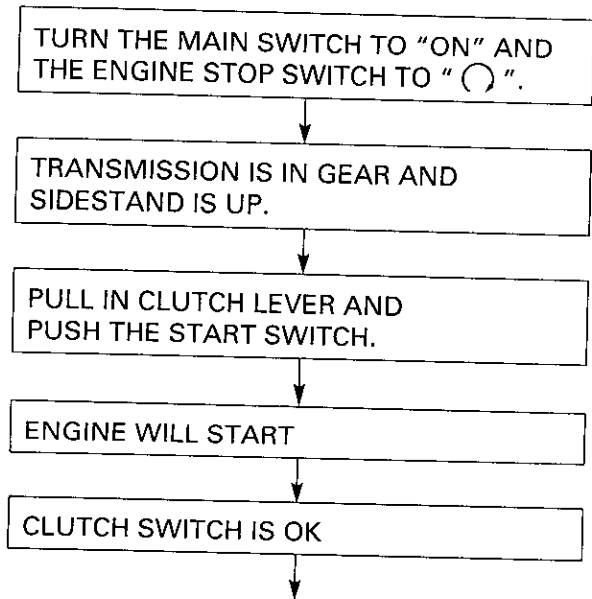 TURN THE MAIN SWITCH TO “ON” AND
THE ENGINE STOP SWITCH TO “ ”.
TRANSMISSION IS IN GEAR AND
SIDESTAND IS UP.
PULL IN CLUTCH LEVER AND
PUSH THE START SWITCH.
ENGINE WILL START
CLUTCH SWITCH IS OK